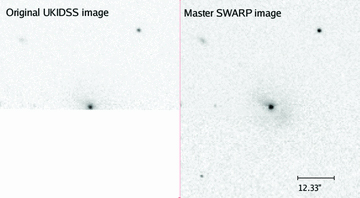 Original UKIDSS image
Master SWARP image
12.33"